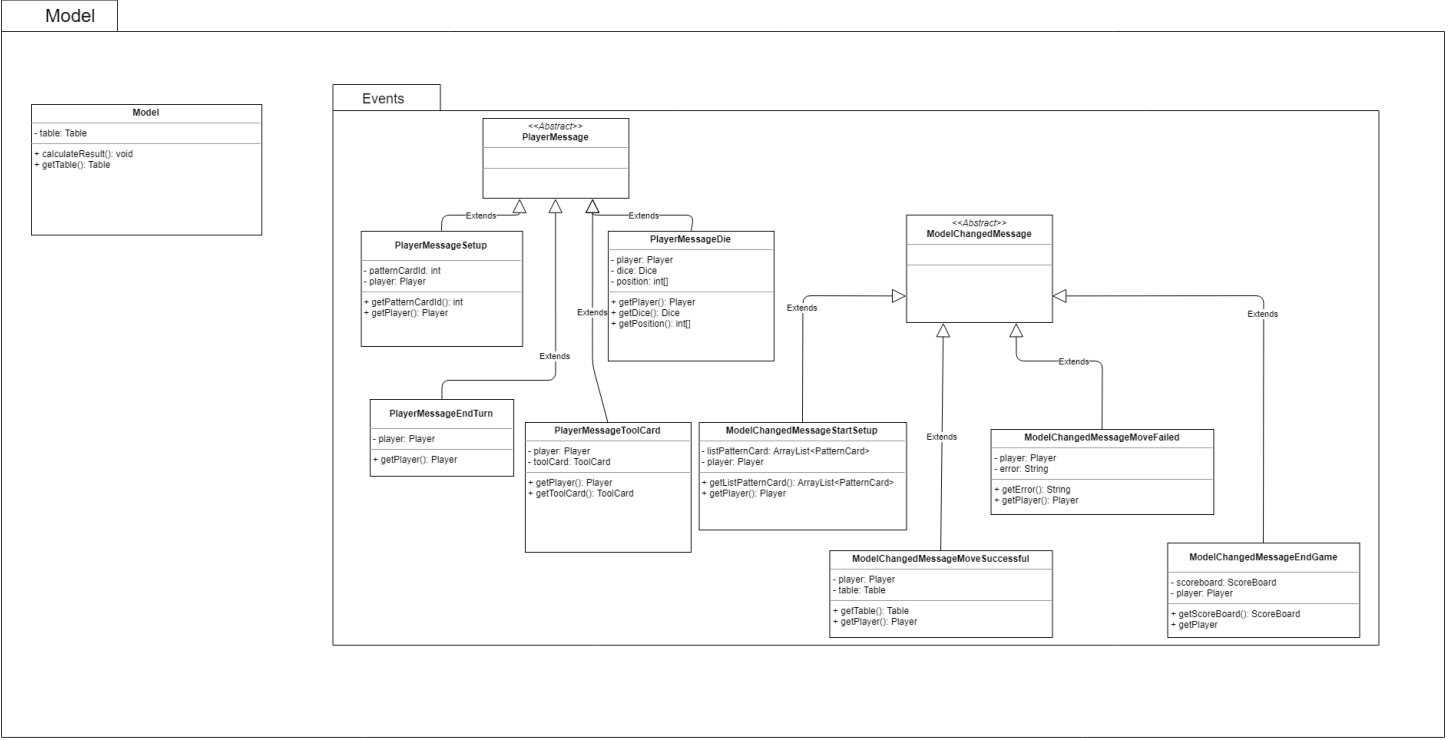 Model
Model
- table: Table
+ calculateResult(): void
+ getTable(): Table
Events
<<Abstract>>
PlayerMessage
Extends
Extends
PlayerMessageSetup
- patternCardId: int
- player: Player
+ getPatternCardId(): int
+ getPlayer(): Player
PlayerMessageDie
- player: Player
- dice: Dice
- position: int[]
+ getPlayer(): Player
+ getDice(): Dice
+ getPosition(): int[]
Extends
Extends
PlayerMessageEndTurn
- player: Player
+ getPlayer(): Player
PlayerMessageToolCard
- player: Player
- toolCard: ToolCard
+ getPlayer(): Player
+ getToolCard(): ToolCard
<<Abstract>>
ModelChangedMessage
Extends
Extends
Extends
Extends
ModelChangedMessageStartSetup
- listPatternCard: ArrayList<PatternCard>
- player: Player
+ getListPatternCard(): ArrayList<PatternCard>
+ getPlayer(): Player
ModelChangedMessageMoveFailed
- player: Player
- error: String
+ getError(): String
+ getPlayer(): Player
ModelChangedMessageMoveSuccessful
- player: Player
- table: Table
+ getTable(): Table
+ getPlayer(): Player
ModelChangedMessageEndGame
- scoreboard: ScoreBoard
- player: Player
+ getScoreBoard(): ScoreBoard
+ getPlayer